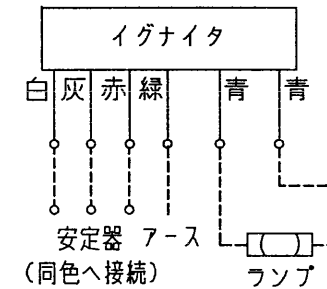 イグナイタ
白 灰 赤 緑 青 青
安定器 アース
(同色へ接続) ランプ